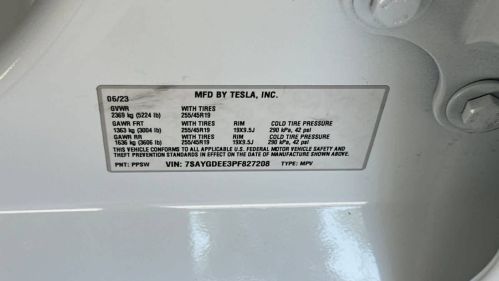 06/23 MFD BY TESLA, INC.
GVWR WITH TIRES
2369 kg (5224 lb) 255/45R19
GAWR FRT WITH TIRES RIM COLD TIRE PRESSURE
1363 kg (3004 lb) 255/45R19 19X9.5J 290 kPa, 42 psi
GAWR RR WITH TIRES RIM COLD TIRE PRESSURE
1636 kg (3606 lb) 255/45R19 19X9.5J 290 kPa, 42 psi
THIS VEHICLE CONFORMS TO ALL APPLICABLE U.S. FEDERAL MOTOR VEHICLE SAFETY AND
THEFT PREVENTION STANDARDS IN EFFECT ON THE DATE OF MANUFACTURE SHOWN ABOVE.
PNT: PPSW VIN: 7SAYGDEE3PF827208 TYPE: MPV